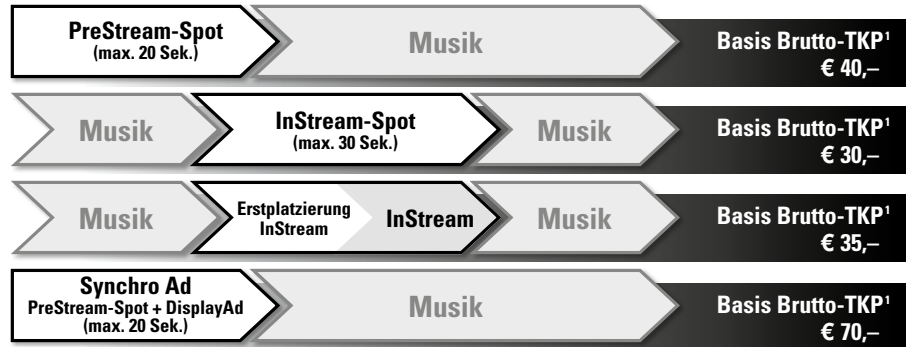 PreStream-Spot
(max. 20 Sek.)
Musik
Basis Brutto-TKP¹
€ 40,–
Musik
InStream-Spot
(max. 30 Sek.)
Musik
Basis Brutto-TKP¹
€ 30,–
Musik
Erstplatzierung
InStream
InStream
Musik
Basis Brutto-TKP¹
€ 35,–
Synchro Ad
PreStream-Spot + DisplayAd
(max. 20 Sek.)
Musik
Basis Brutto-TKP¹
€ 70,–